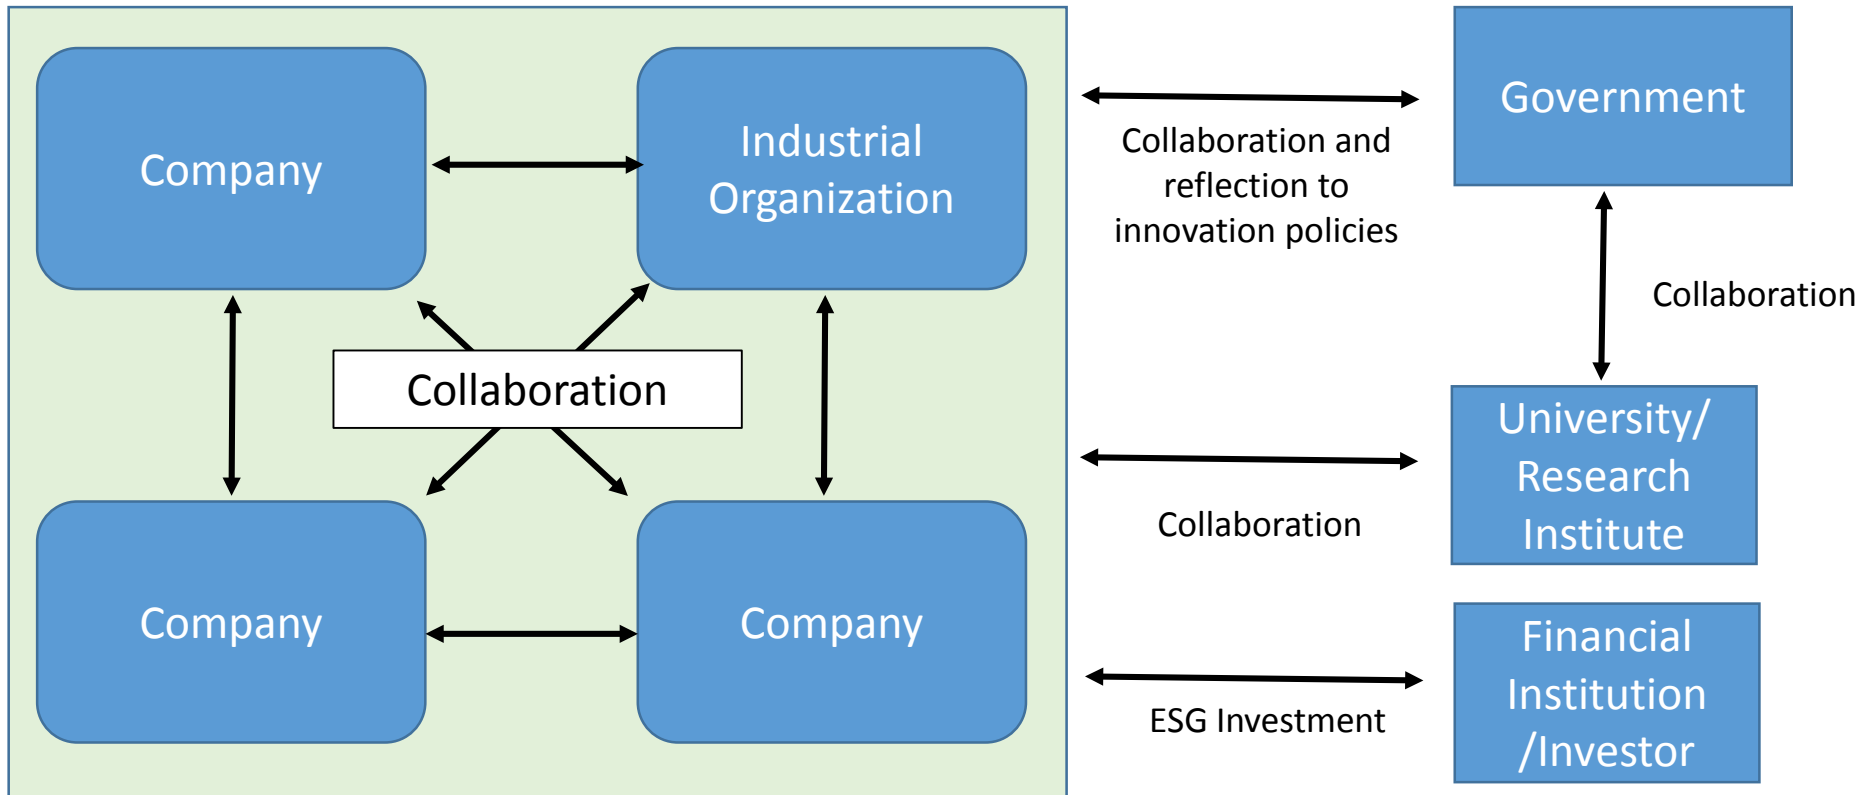 Company
Industrial
Organization
Collaboration
Company
Company
Collaboration and
reflection to
innovation policies
Government
Collaboration
Collaboration
University/
Research
Institute
ESG Investment
Financial
Institution
/Investor